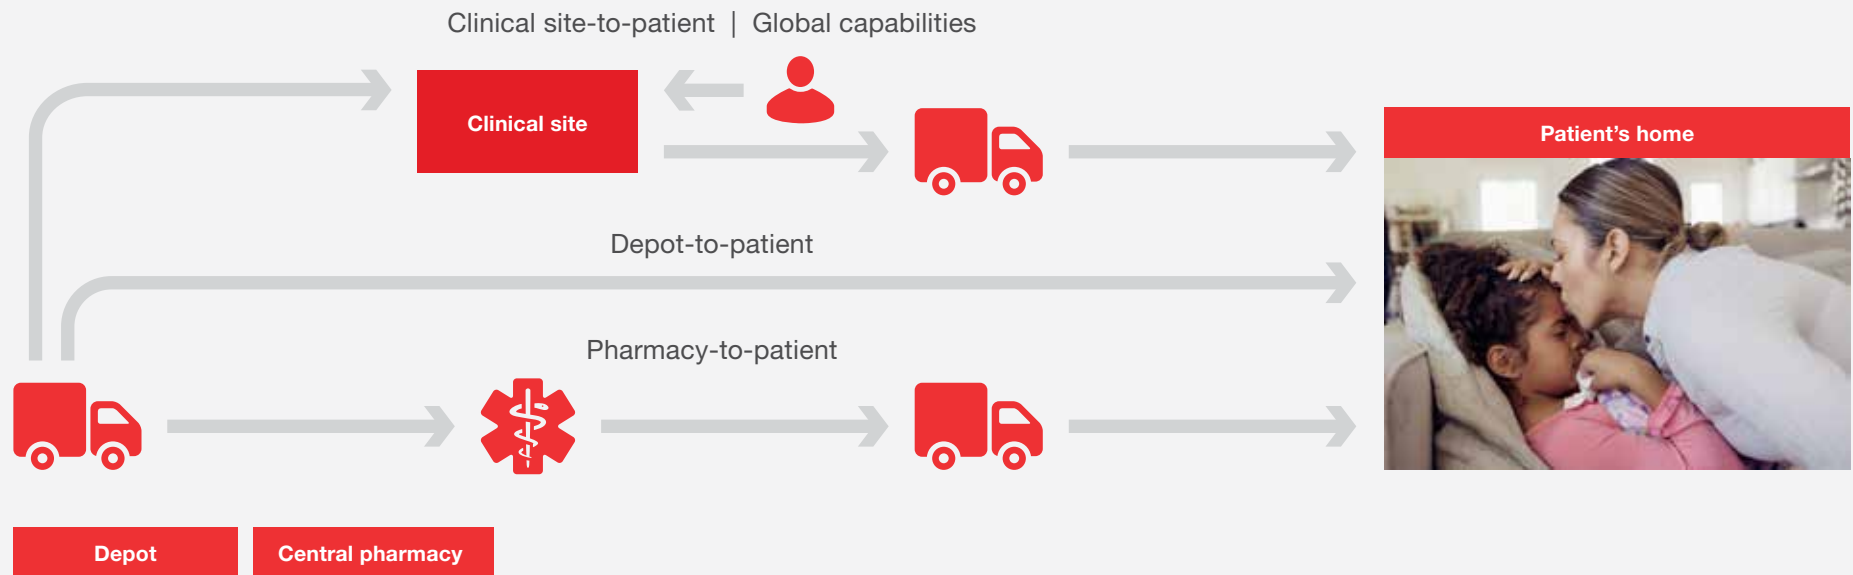 Clinical site-to-patient | Global capabilities
Clinical site
Patient’s home
Depot-to-patient
Pharmacy-to-patient
Depot
Central pharmacy